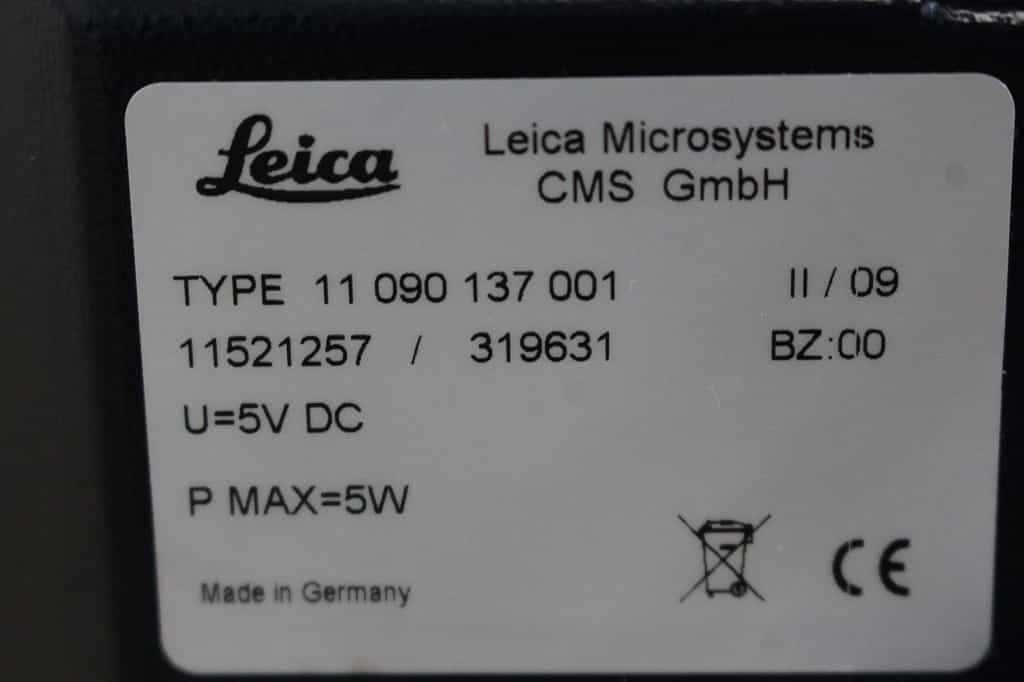 Leica
Leica Microsystems
CMS GmbH
TYPE 11 090 137 001 II / 09
11521257 / 319631 BZ:00
U=5V DC
P MAX=5W
Made in Germany
CE